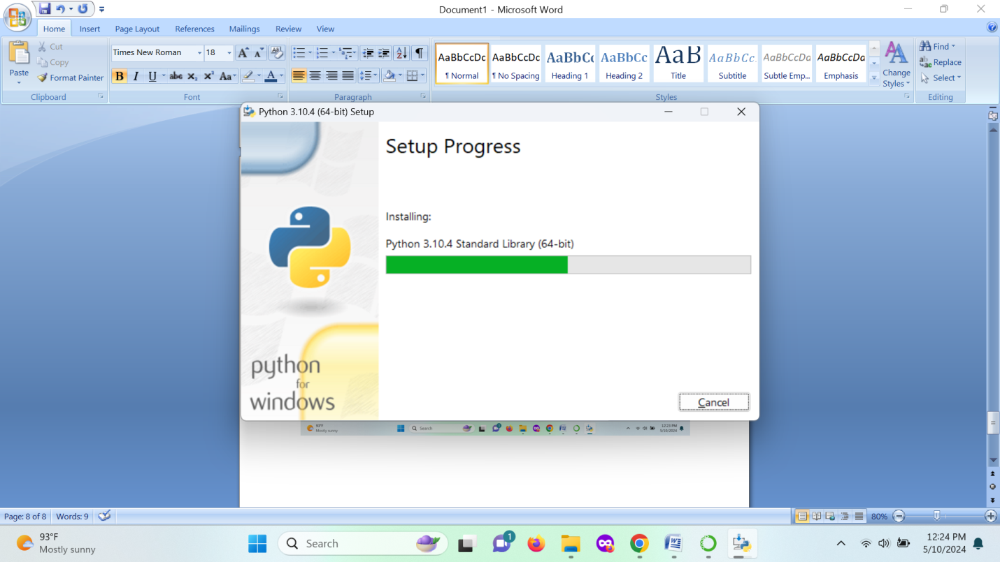 Document1 - Microsoft Word
Home Insert Page Layout References Mailings Review View
Paste
Cut
Copy
Format Painter
Clipboard
Times New Roman 18
B I U abc x₂ x² Aa A
Font
Paragraph
AaBbCcDc AaBbCcDc AaBbCc AaBbCc AaB AaBbCc. AaBbCcDa AaBbCcDa
¶ Normal ¶ No Spacing Heading 1 Heading 2 Title Subtitle Subtle Emp... Emphasis
Change
Styles
Styles
Find
Replace
Select
Editing
Python 3.10.4 (64-bit) Setup
Setup Progress
Installing:
Python 3.10.4 Standard Library (64-bit)
python
for
windows
Cancel
93°F
Mostly sunny
Search
12:23 PM
5/10/2024
Page: 8 of 8 Words: 9
80%
93°F
Mostly sunny
Search
1
12:24 PM
5/10/2024